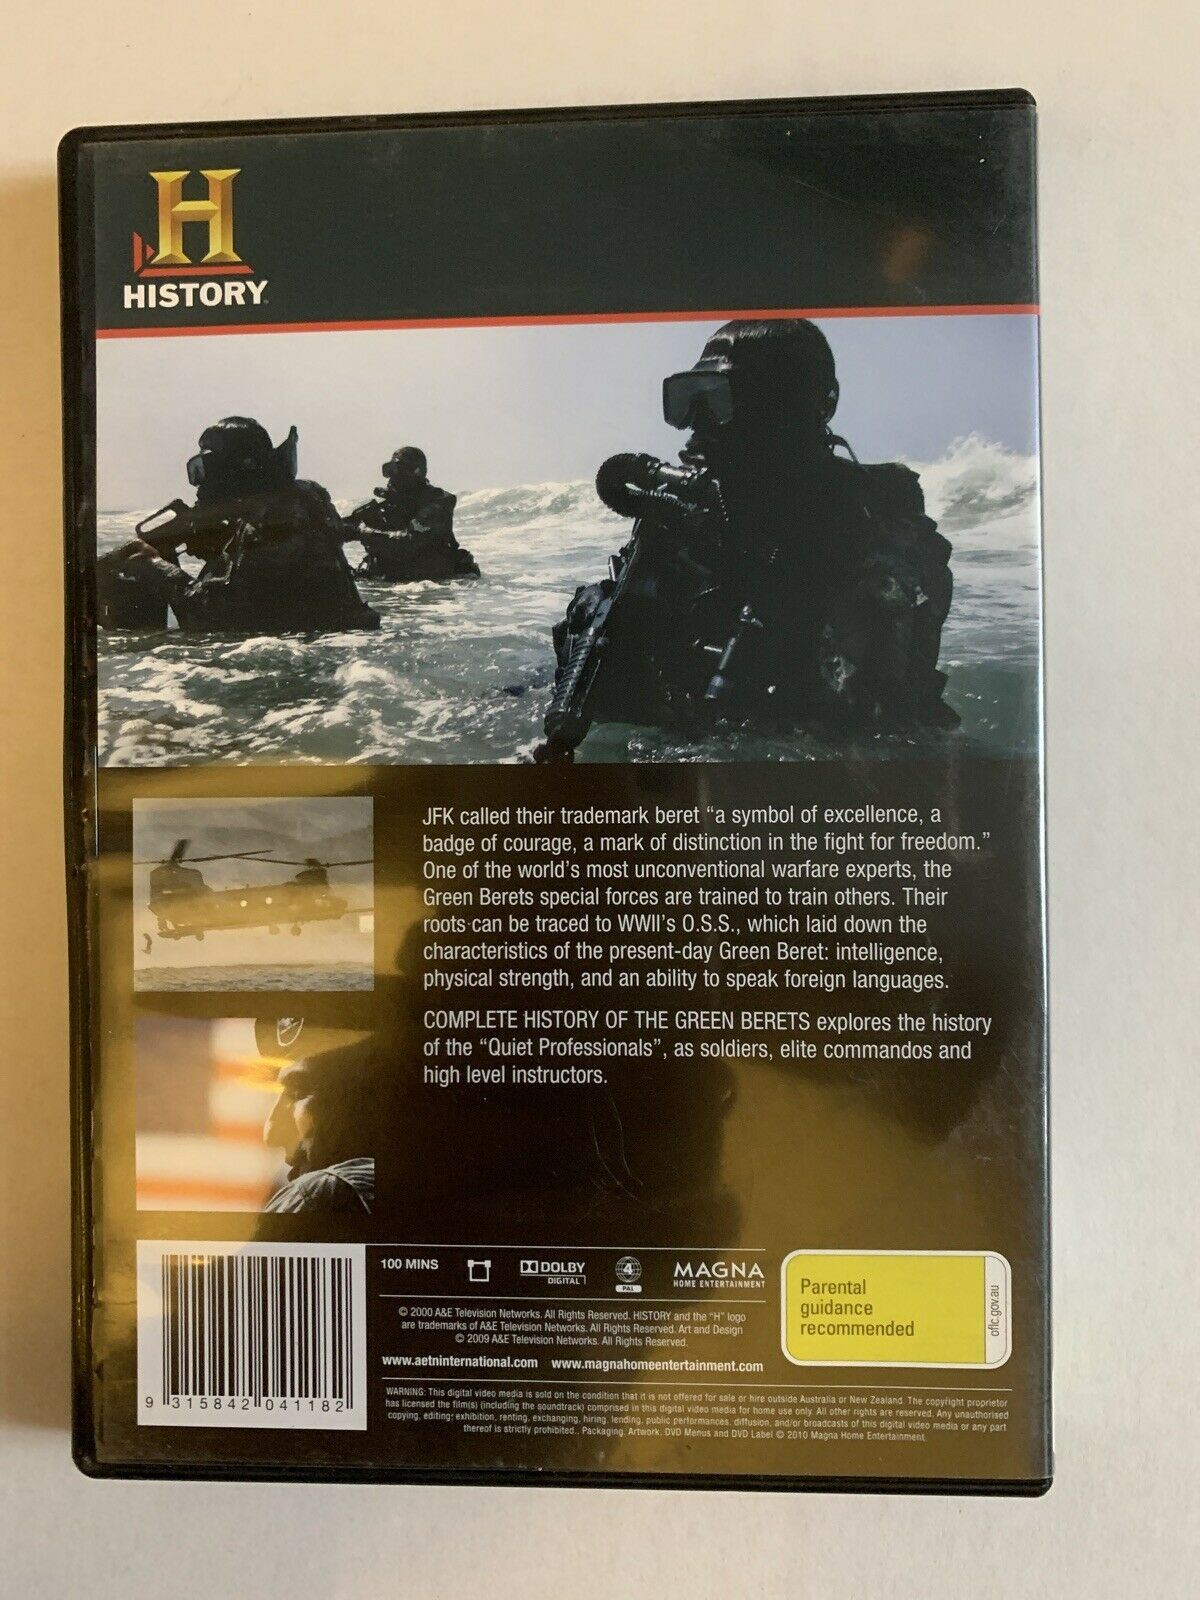 H
HISTORY
JFK called their trademark beret “a symbol of excellence, a
badge of courage, a mark of distinction in the fight for freedom.”
One of the world’s most unconventional warfare experts, the
Green Berets special forces are trained to train others. Their
roots can be traced to WWII’s O.S.S., which laid down the
characteristics of the present-day Green Beret: intelligence,
physical strength, and an ability to speak foreign languages.
COMPLETE HISTORY OF THE GREEN BERETS explores the history
of the “Quiet Professionals”, as soldiers, elite commandos and
high level instructors.
100 MINS
DOLBY
DIGITAL
4
PAL
MAGNA
HOME ENTERTAINMENT
© 2000 A&E Television Networks. All Rights Reserved. HISTORY and the “H” logo
are trademarks of A&E Television Networks. All Rights Reserved. Art and Design
© 2009 A&E Television Networks. All Rights Reserved.
www.aetninternational.com www.magnahomeentertainment.com
Parental
guidance
recommended
oflc.gov.au
9 315842 041182
WARNING: This digital video media is sold on the condition that it is not offered for sale or hire outside Australia or New Zealand. The copyright proprietor
has licensed the film(s) (including the soundtrack) comprised in this digital video media for home use only. All other rights are reserved. Any unauthorised
copying, editing, exhibition, renting, exchanging, hiring, lending, public performances, diffusion, and/or broadcasts of this digital video media or any part
thereof is strictly prohibited.. Packaging, Artwork, DVD Menus and DVD Label © 2010 Magna Home Entertainment.